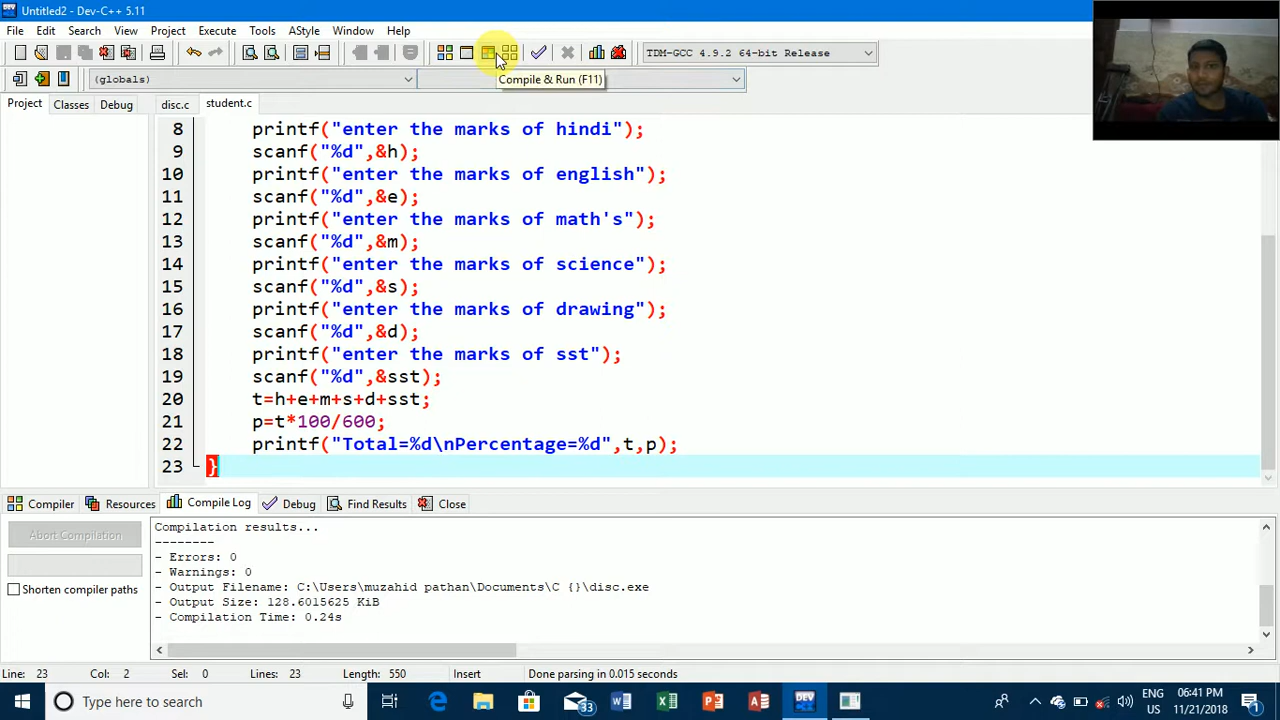 Untitled2 - Dev-C++ 5.11
File Edit Search View Project Execute Tools AStyle Window Help
TDM-GCC 4.9.2 64-bit Release
(globals)
Compile & Run (F11)
Project Classes Debug disc.c student.c
8 printf("enter the marks of hindi");
9 scanf("%d",&h);
10 printf("enter the marks of english");
11 scanf("%d",&e);
12 printf("enter the marks of math's");
13 scanf("%d",&m);
14 printf("enter the marks of science");
15 scanf("%d",&s);
16 printf("enter the marks of drawing");
17 scanf("%d",&d);
18 printf("enter the marks of sst");
19 scanf("%d",&sst);
20 t=h+e+m+s+d+sst;
21 p=t*100/600;
22 printf("Total=%d\nPercentage=%d",t,p);
23 }
Compiler Resources Compile Log Debug Find Results Close
Abort Compilation
Shorten compiler paths
Compilation results...
--------
- Errors: 0
- Warnings: 0
- Output Filename: C:\Users\muzahid pathan\Documents\C {}\disc.exe
- Output Size: 128.6015625 KiB
- Compilation Time: 0.24s
Line: 23 Col: 2 Sel: 0 Lines: 23 Length: 550 Insert Done parsing in 0.015 seconds
Type here to search
33
ENG
US
06:41 PM
11/21/2018
1